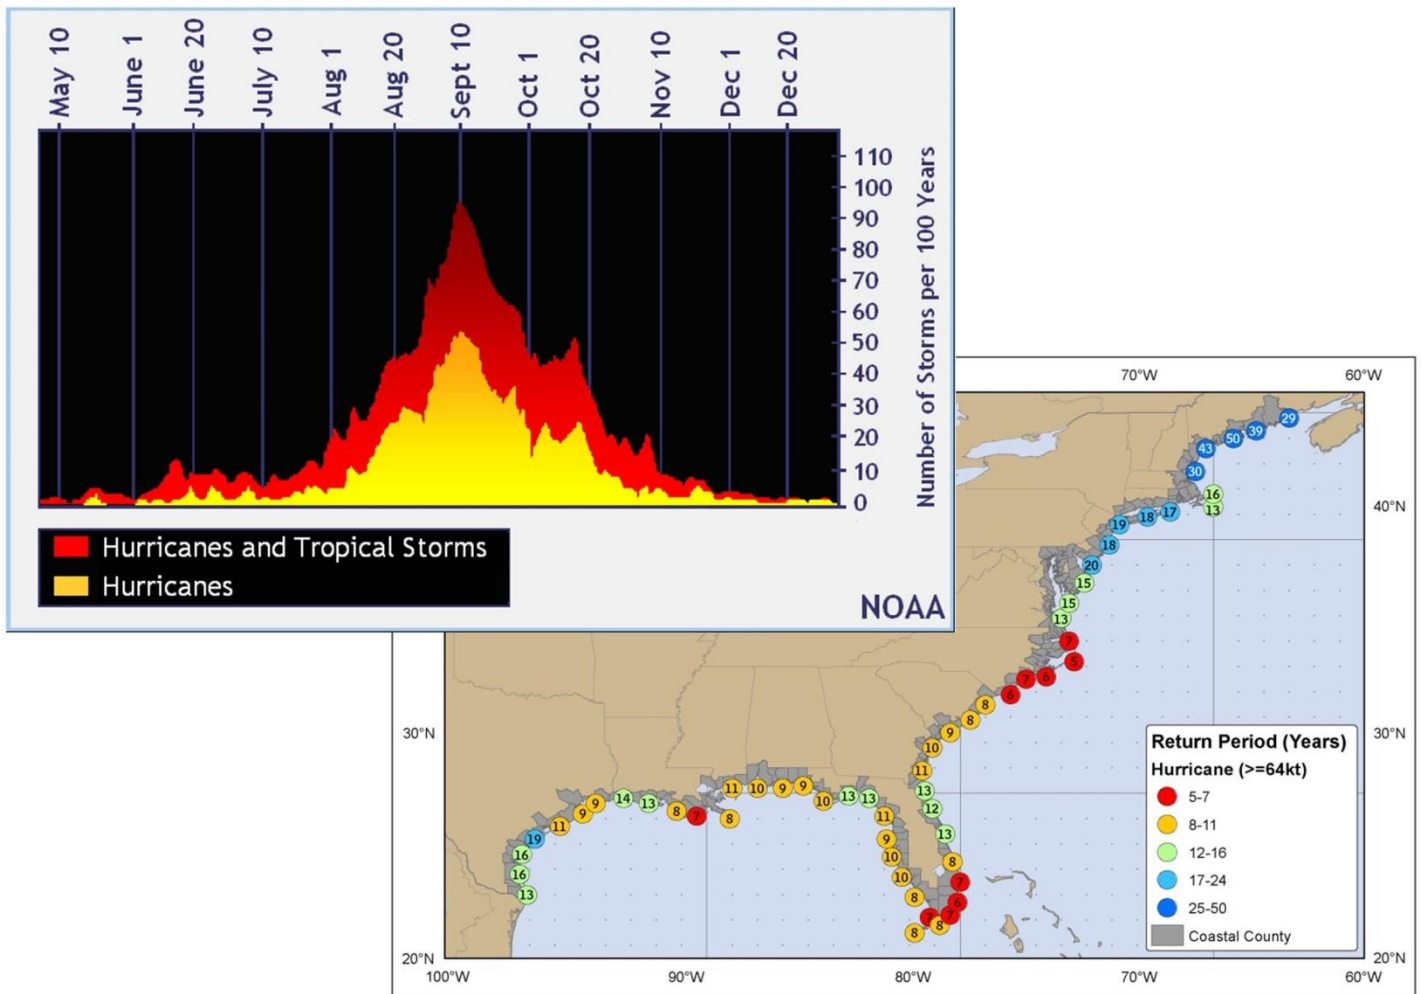 May 10
June 1
June 20
July 10
Aug 1
Aug 20
Sept 10
Oct 1
Oct 20
Nov 10
Dec 1
Dec 20
110
100
90
80
70
60
50
40
30
20
10
0
Number of Storms per 100 Years
Hurricanes and Tropical Storms
Hurricanes
NOAA
70°W 60°W
29
39
50
43
30
16
13
17
18
19
18
20
15
15
13
7
5
6
7
6
8
8
9
10
11
13
12
13
8
7
6
7
8
7
8
8
10
10
9
11
13
13
10
9
9
10
11
8
7
8
13
14
9
9
11
19
16
16
13
40°N
30°N
20°N
30°N
20°N
100°W 90°W 80°W 70°W 60°W
Return Period (Years)
Hurricane (>=64kt)
5-7
8-11
12-16
17-24
25-50
Coastal County